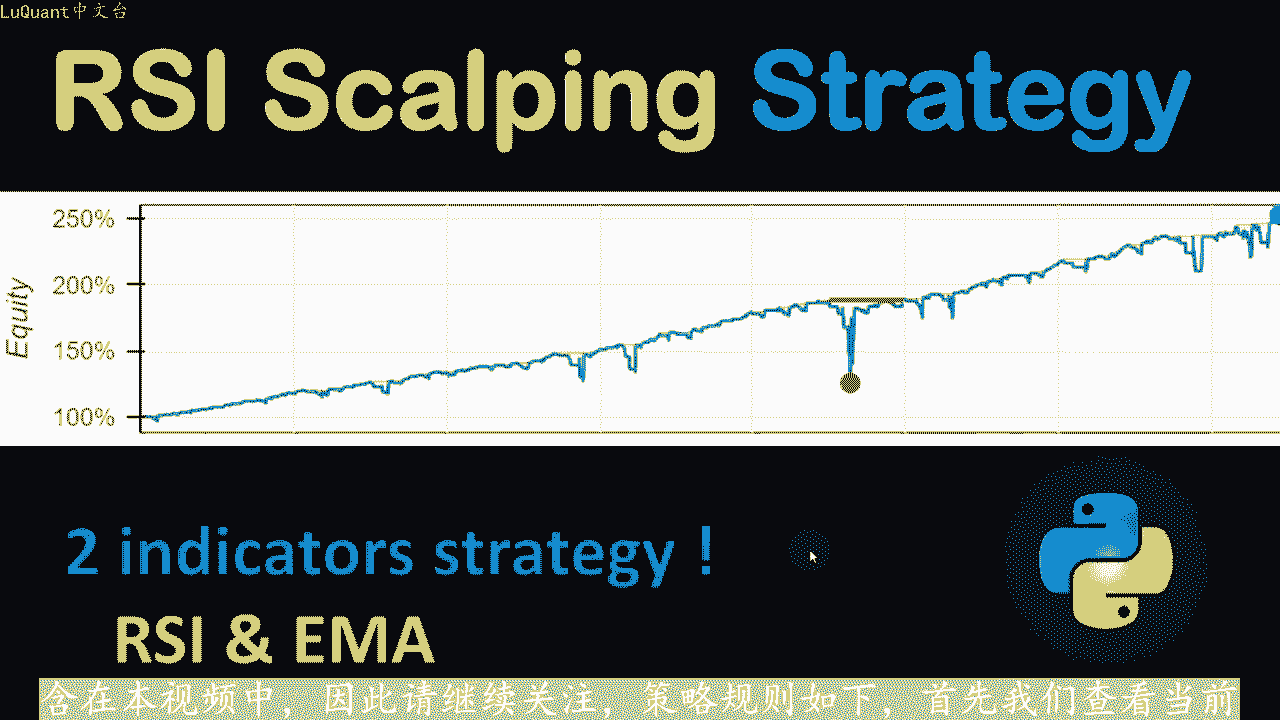 LuQuant中文台
RSI Scalping Strategy
250%
200%
150%
100%
Equity
2 indicators strategy !
RSI & EMA
含在本视频中，因此请继续关注，策略规则如下，首先我们查看当前